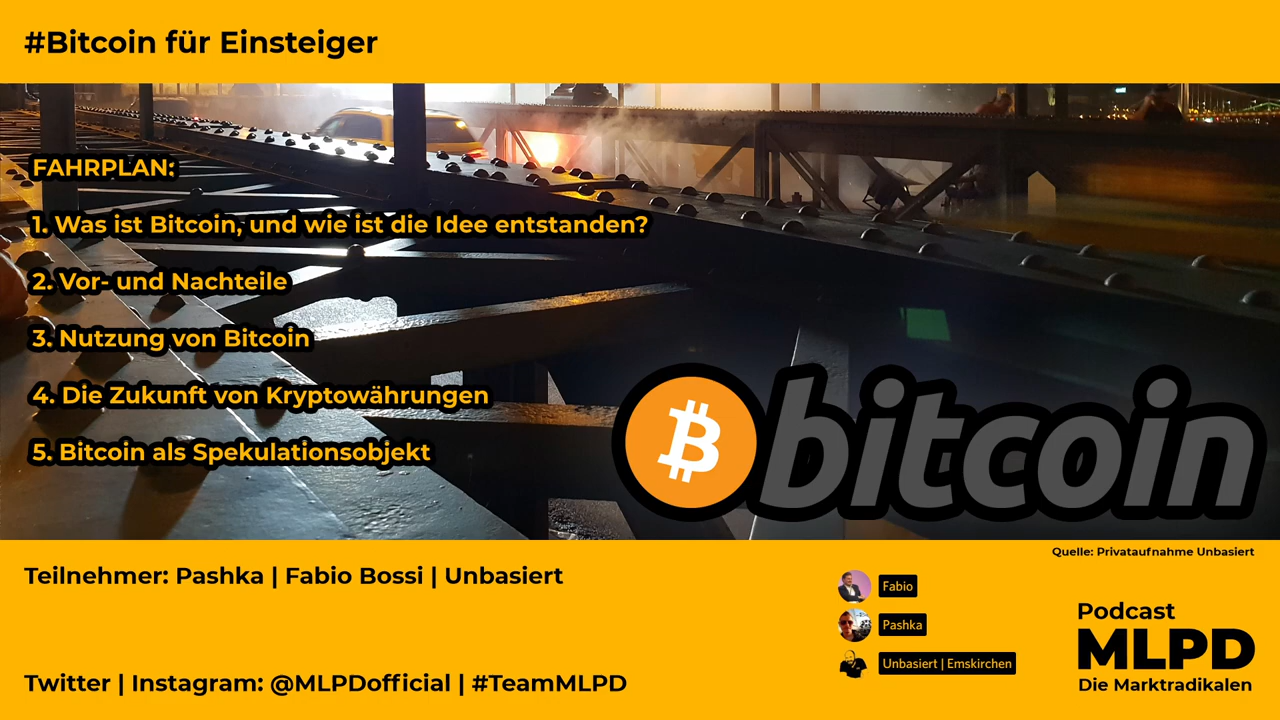 #Bitcoin für Einsteiger
FAHRPLAN:
1. Was ist Bitcoin, und wie ist die Idee entstanden?
2. Vor- und Nachteile
3. Nutzung von Bitcoin
4. Die Zukunft von Kryptowährungen
5. Bitcoin als Spekulationsobjekt
bitcoin
Quelle: Privataufnahme Unbasiert
Teilnehmer: Pashka | Fabio Bossi | Unbasiert
Fabio
Pashka
Unbasiert | Emskirchen
Podcast
MLPD
Die Marktradikalen
Twitter | Instagram: @MLPDofficial | #TeamMLPD